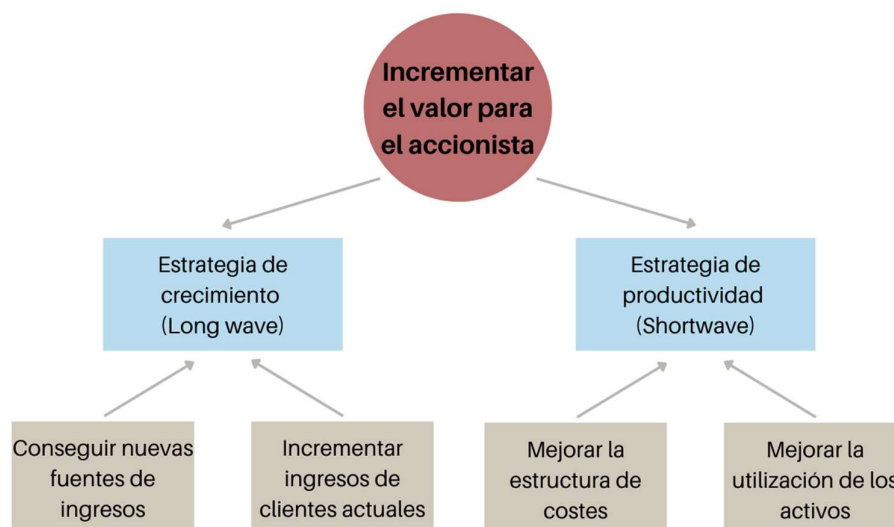 Incrementar
el valor para
el accionista
Estrategia de
crecimiento
(Long wave)
Estrategia de
productividad
(Shortwave)
Conseguir nuevas
fuentes de
ingresos
Incrementar
ingresos de
clientes actuales
Mejorar la
estructura de
costes
Mejorar la
utilización de los
activos